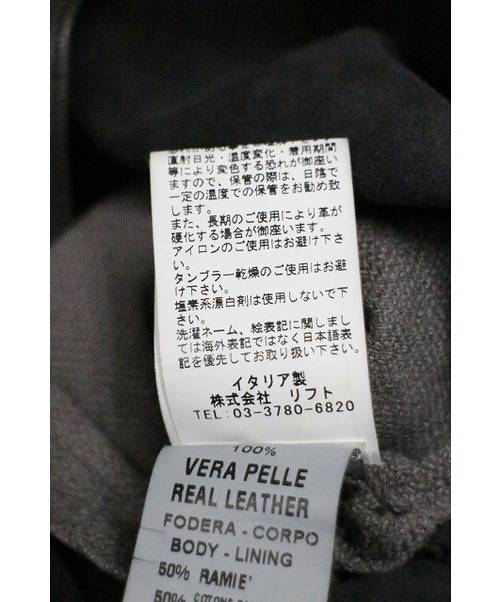 直射日光・温度変化・着用期間
等により変色する恐れが御座い
ますので、保管の際は、日陰で
一定の温度での保管をお勧め致
します。
また、長期のご使用により革が
硬化する場合が御座います。
アイロンのご使用はお避け下さ
い。
タンブラー乾燥のご使用はお避
け下さい。
塩素系漂白剤は使用しないで下
さい。
洗濯ネーム、絵表記に関しまし
ては海外表記ではなく日本語表
記を優先してお取り扱い下さい。
イタリア製
株式会社 リフト
TEL:03-3780-6820
100%
VERA PELLE
REAL LEATHER
FODERA - CORPO
BODY - LINING
50% RAMIE'
50% COTONE